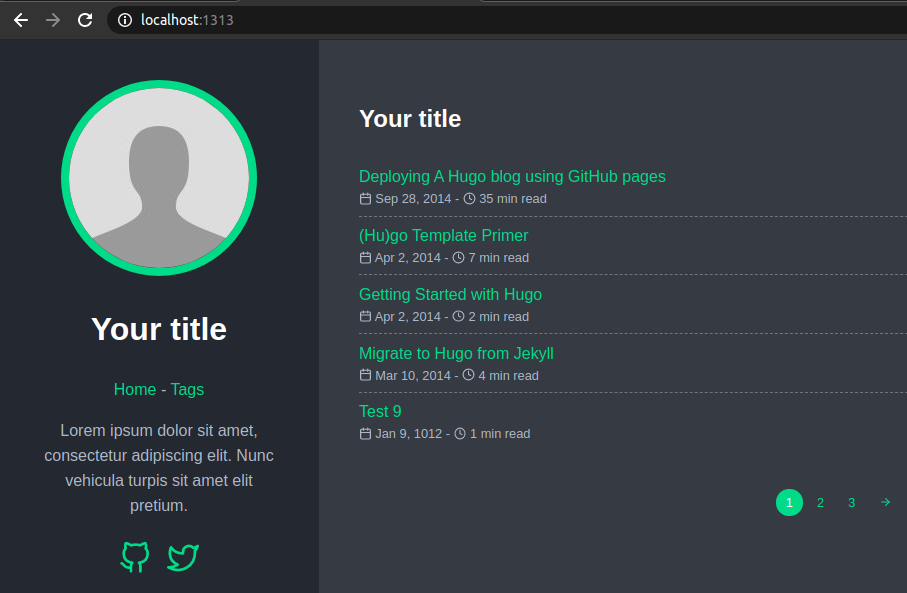 localhost:1313
Your title
Home - Tags
Lorem ipsum dolor sit amet,
consectetur adipiscing elit. Nunc
vehicula turpis sit amet elit
pretium.
Your title
Deploying A Hugo blog using GitHub pages
Sep 28, 2014 - 35 min read
(Hu)go Template Primer
Apr 2, 2014 - 7 min read
Getting Started with Hugo
Apr 2, 2014 - 2 min read
Migrate to Hugo from Jekyll
Mar 10, 2014 - 4 min read
Test 9
Jan 9, 1012 - 1 min read
1 2 3 →